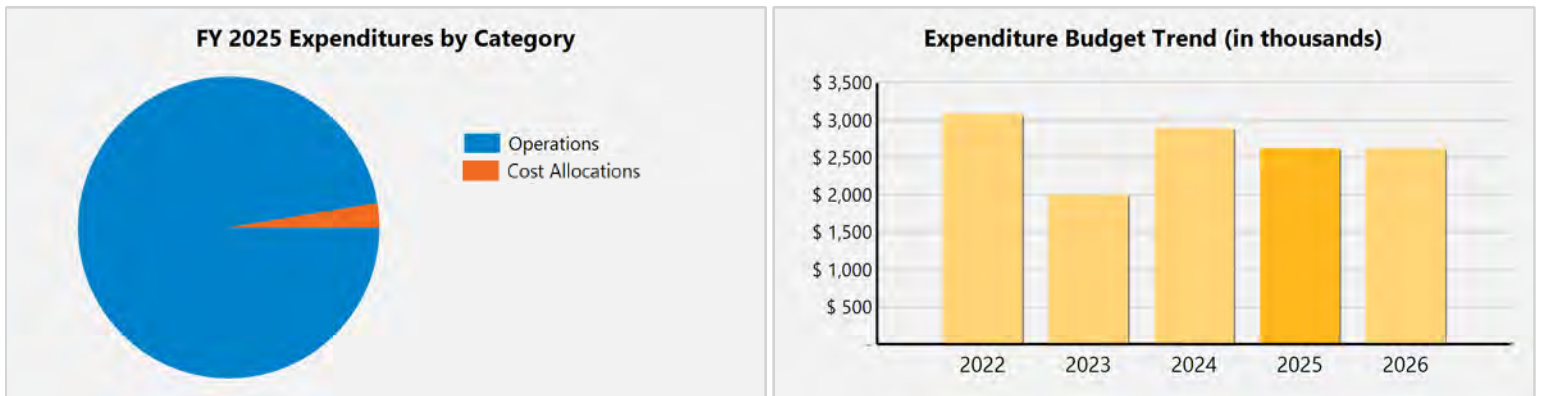 FY 2025 Expenditures by Category
Operations
Cost Allocations
Expenditure Budget Trend (in thousands)
$ 3,500
$ 3,000
$ 2,500
$ 2,000
$ 1,500
$ 1,000
$ 500
-
2022 2023 2024 2025 2026